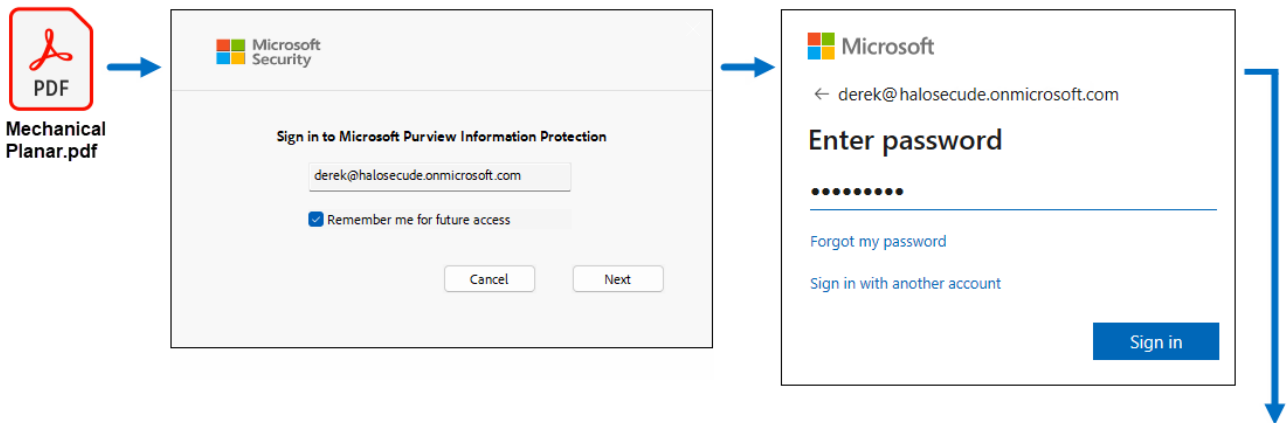 PDF
Mechanical
Planar.pdf
Microsoft
Security
Sign in to Microsoft Purview Information Protection
derek@halosecude.onmicrosoft.com
Remember me for future access
Cancel
Next
Microsoft
← derek@halosecude.onmicrosoft.com
Enter password
•••••••••
Forgot my password
Sign in with another account
Sign in